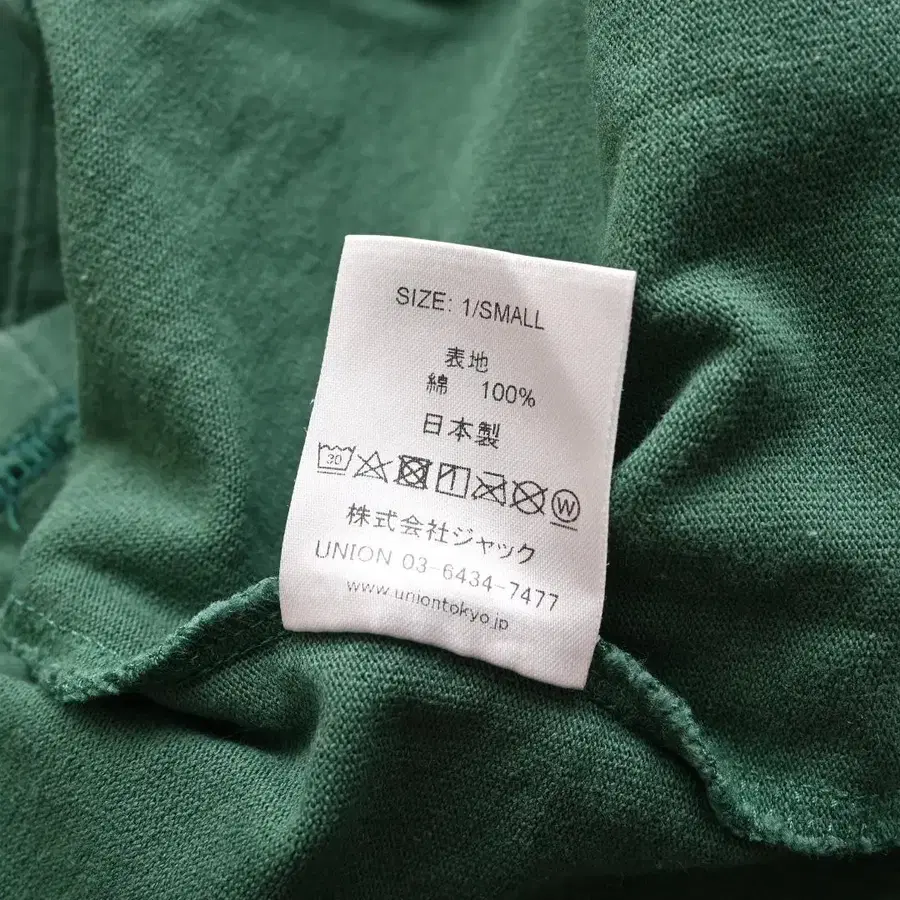 SIZE: 1/SMALL
表地
綿 100%
日本製
30
W
株式会社ジャック
UNION 03-6434-7477
www.uniontokyo.jp